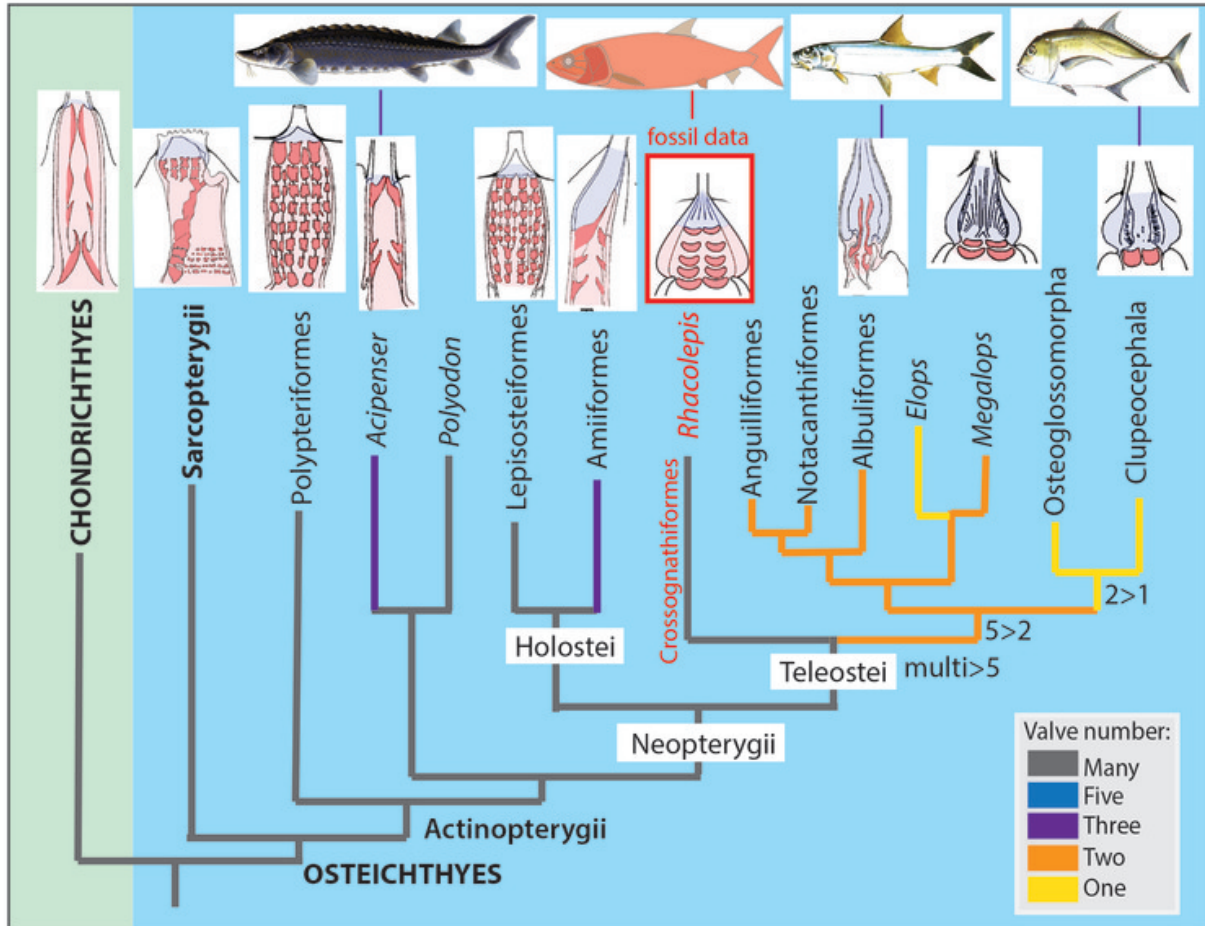 fossil data
CHONDRICHTHYES
Sarcopterygii
Polypteriformes
Acipenser
Polyodon
Lepisosteiformes
Amiiformes
Rhacolepis
Crossognathiformes
Anguilliformes
Notacanthiformes
Albuliformes
Elops
Megalops
Osteoglossomorpha
Clupeocephala
2>1
5>2
Holostei
Teleostei
multi>5
Neopterygii
Actinopterygii
OSTEICHTHYES
Valve number:
Many
Five
Three
Two
One